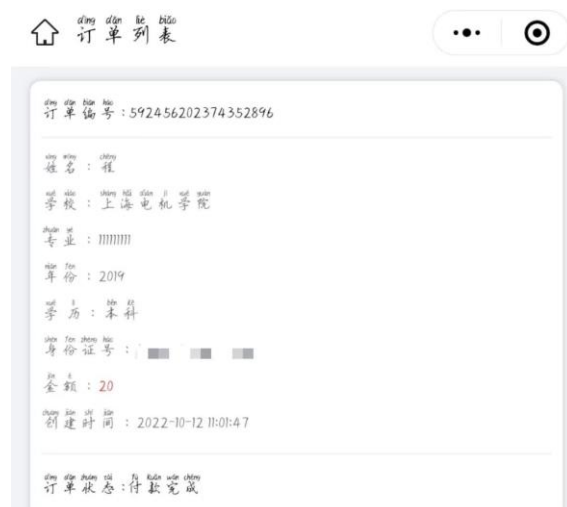 订单列表
订单编号:592456202374352896
姓名:程
学校:上海电机学院
专业:111111111
年份:2019
学历:本科
身份证号:
金额:20
创建时间:2022-10-12 11:01:47
订单状态:付款完成